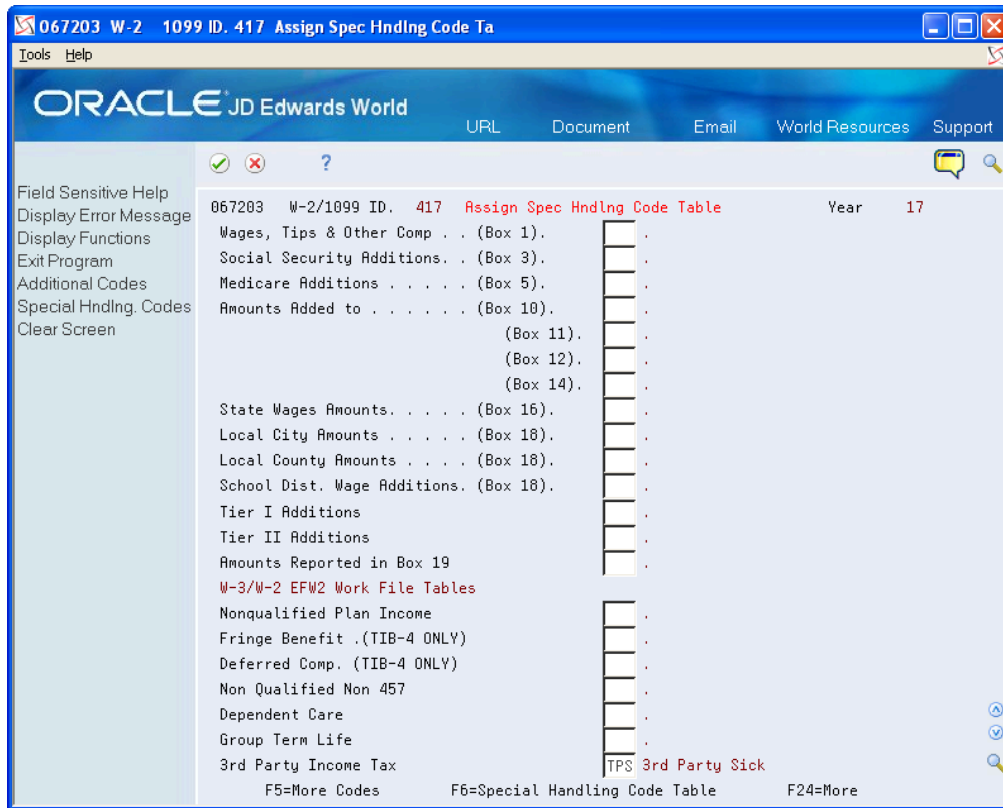 067203 W-2 1099 ID. 417 Assign Spec Hndlng Code Ta
Tools Help
ORACLE JD Edwards World
URL Document Email World Resources Support
?
Field Sensitive Help
Display Error Message
Display Functions
Exit Program
Additional Codes
Special Hndlng. Codes
Clear Screen
067203 W-2/1099 ID. 417 Assign Spec Hndlng Code Table Year 17
Wages, Tips & Other Comp . . (Box 1). .
Social Security Additions. . (Box 3). .
Medicare Additions . . . . . (Box 5). .
Amounts Added to . . . . . . (Box 10). .
(Box 11). .
(Box 12). .
(Box 14). .
State Wages Amounts. . . . . (Box 16). .
Local City Amounts . . . . . (Box 18). .
Local County Amounts . . . . (Box 18). .
School Dist. Wage Additions. (Box 18). .
Tier I Additions .
Tier II Additions .
Amounts Reported in Box 19 .
W-3/W-2 EFW2 Work File Tables
Nonqualified Plan Income .
Fringe Benefit .(TIB-4 ONLY) .
Deferred Comp. (TIB-4 ONLY) .
Non Qualified Non 457 .
Dependent Care .
Group Term Life .
3rd Party Income Tax TPS 3rd Party Sick
F5=More Codes F6=Special Handling Code Table F24=More